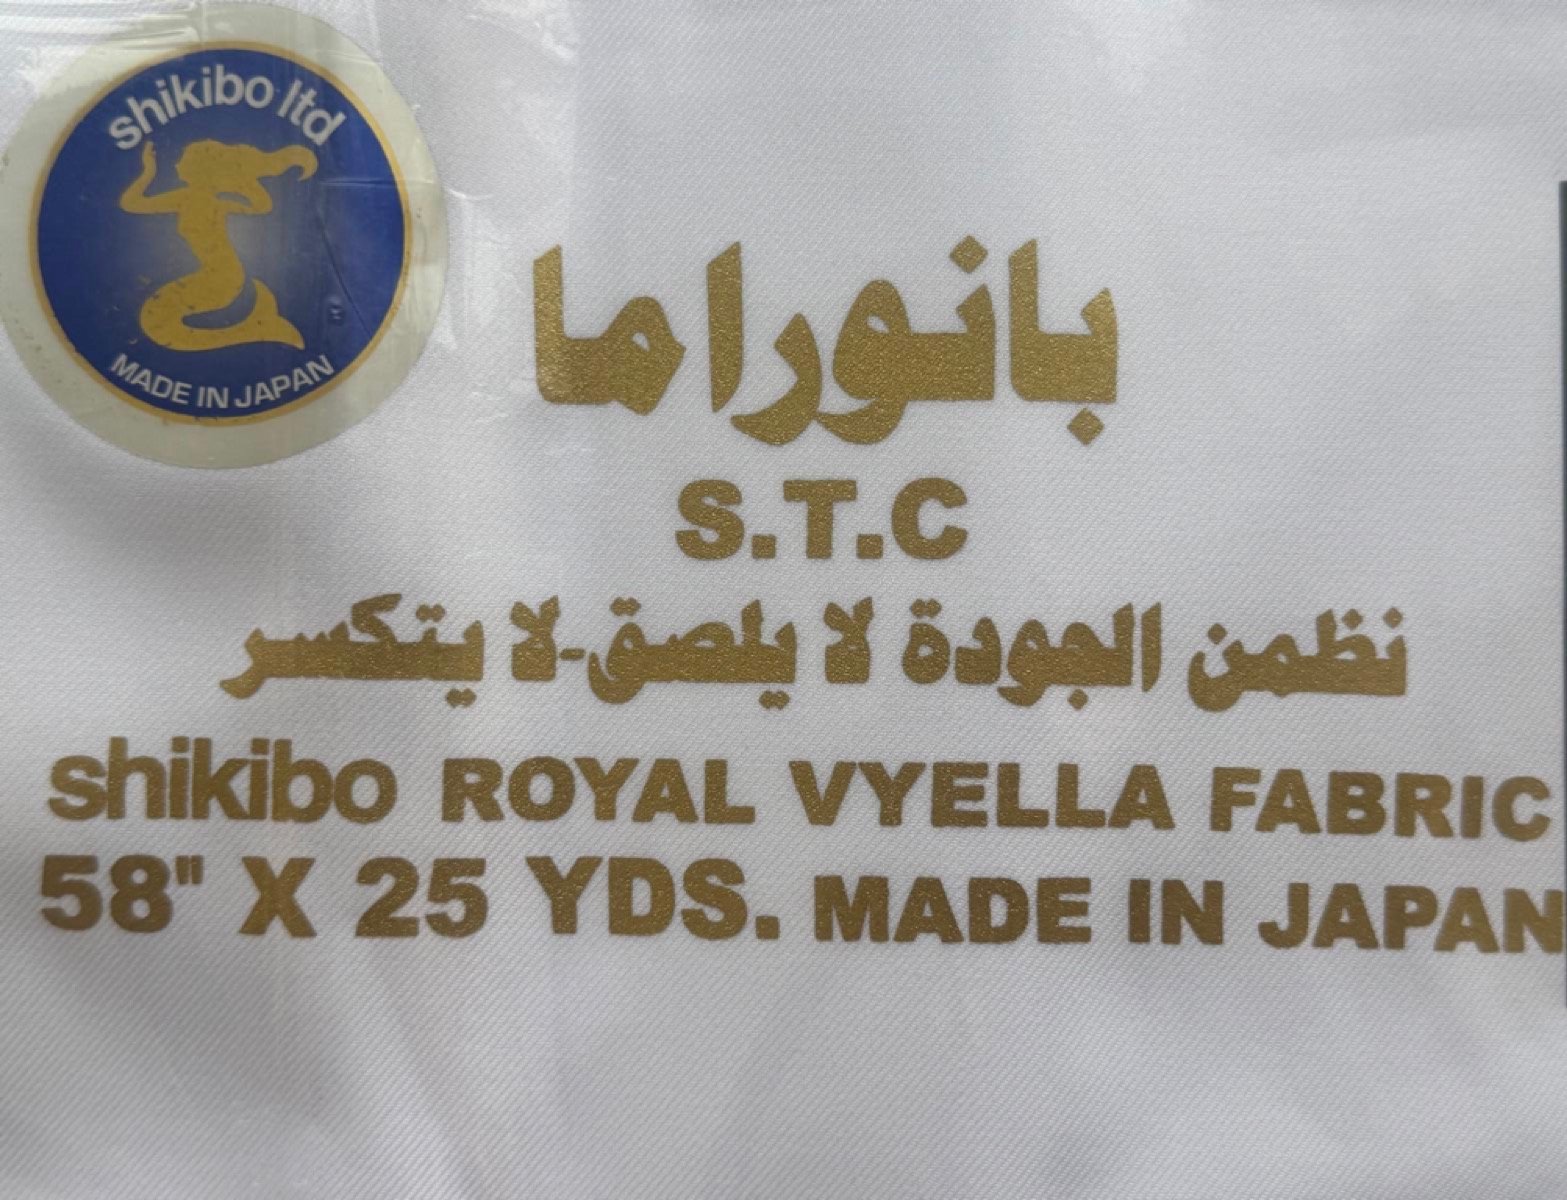 shikibo ltd
MADE IN JAPAN
بانوراما
S.T.C
نظمن الجودة لا يلصق-لا يتكسر
shikibo ROYAL VYELLA FABRIC
58" X 25 YDS. MADE IN JAPAN